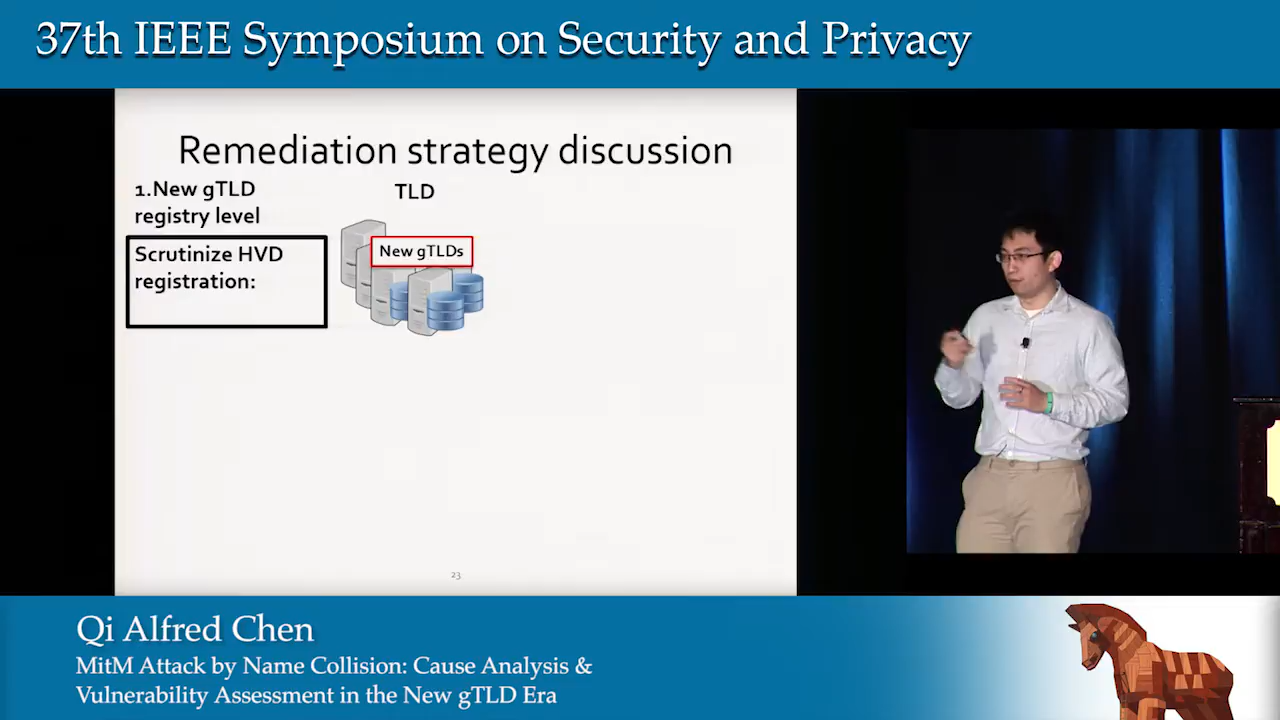 37th IEEE Symposium on Security and Privacy
Remediation strategy discussion
1.New gTLD
registry level
TLD
Scrutinize HVD
registration:
New gTLDs
23
Qi Alfred Chen
MitM Attack by Name Collision: Cause Analysis &
Vulnerability Assessment in the New gTLD Era